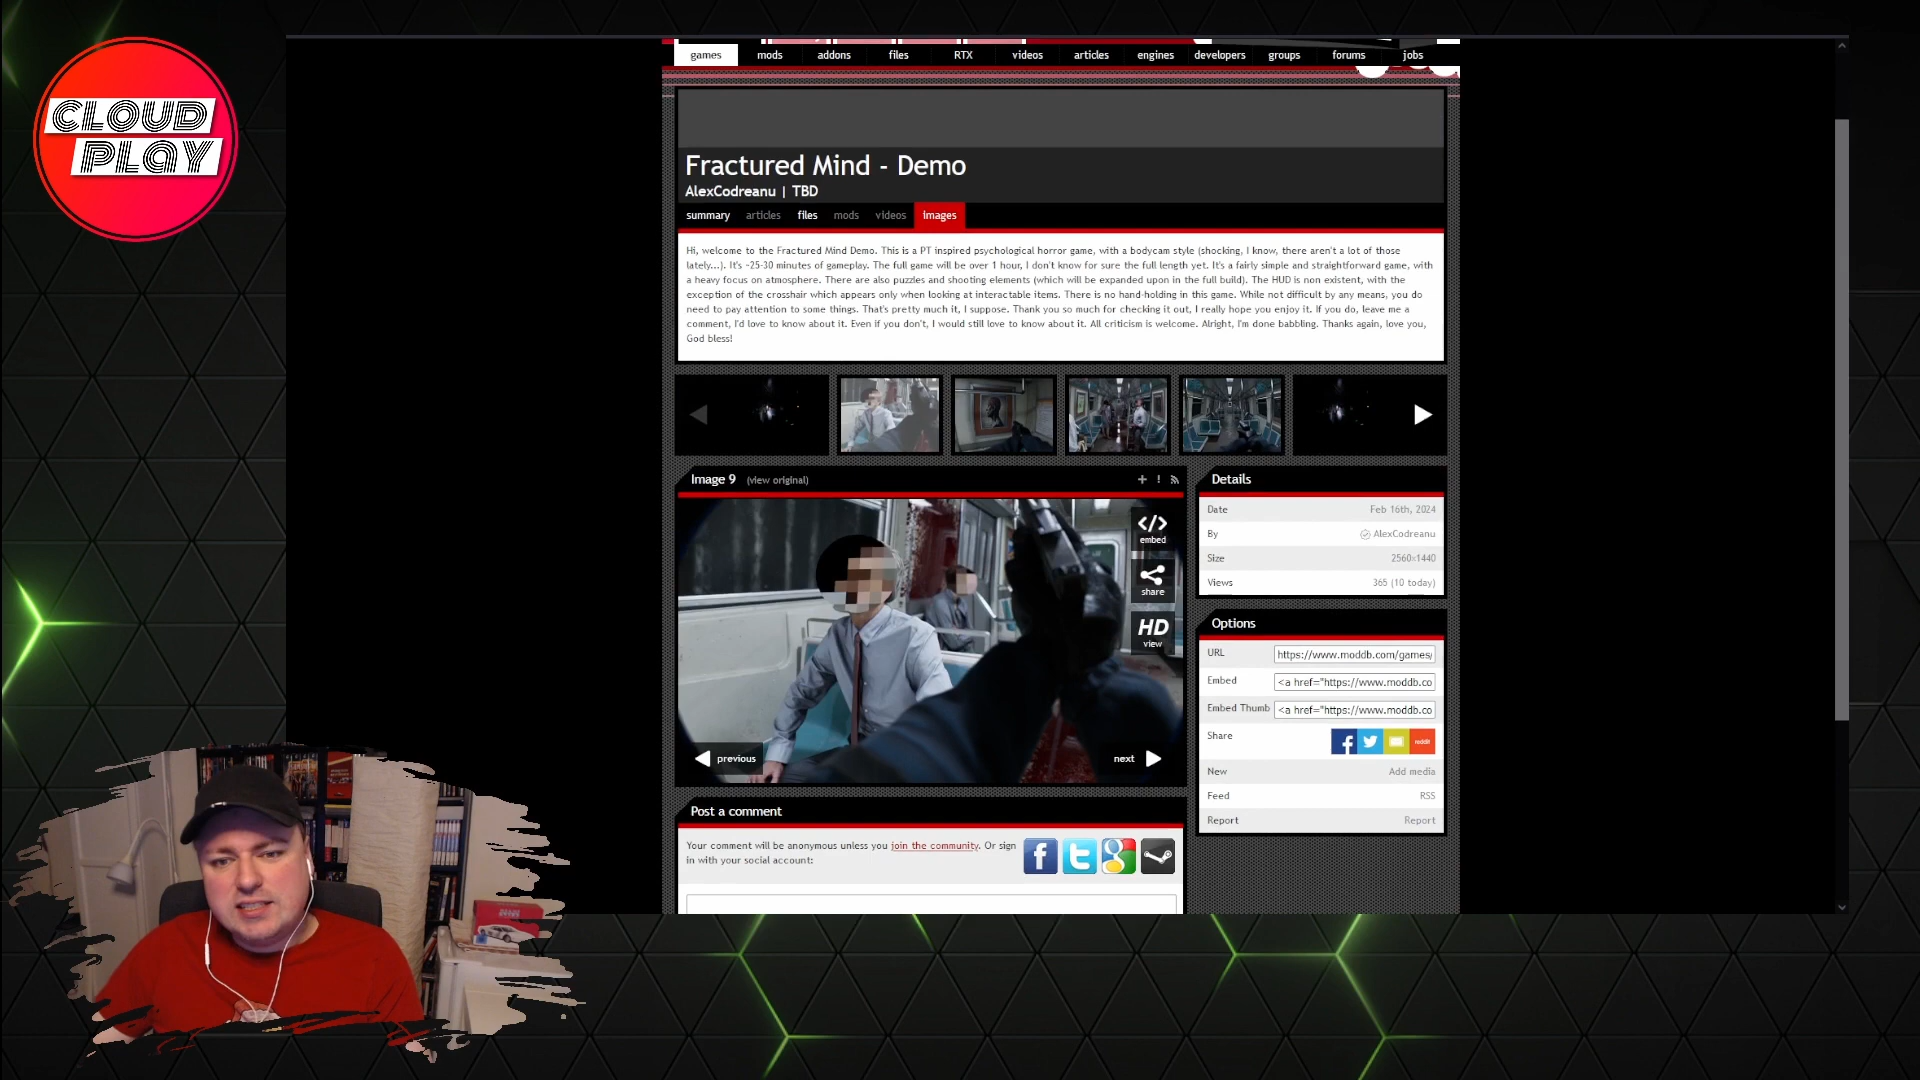 CLOUD
PLAY
games mods addons files RTX videos articles engines developers groups forums jobs
Fractured Mind - Demo
AlexCodreanu | TBD
summary articles files mods videos images
Hi, welcome to the Fractured Mind Demo. This is a PT inspired psychological horror game, with a bodycam style (shocking, I know, there aren't a lot of those
lately...). It's ~25-30 minutes of gameplay. The full game will be over 1 hour, I don't know for sure the full length yet. It's a fairly simple and straightforward game, with
a heavy focus on atmosphere. There are also puzzles and shooting elements (which will be expanded upon in the full build). The HUD is non existent, with the
exception of the crosshair which appears only when looking at interactable items. There is no hand-holding in this game. While not difficult by any means, you do
need to pay attention to some things. That's pretty much it, I suppose. Thank you so much for checking it out, I really hope you enjoy it. If you do, leave me a
comment, I'd love to know about it. Even if you don't, I would still love to know about it. All criticism is welcome. Alright, I'm done babbling. Thanks again, love you,
God bless!
Image 9 (view original)
embed
share
HD
view
previous
next
Details
Date Feb 16th, 2024
By AlexCodreanu
Size 2560×1440
Views 365 (10 today)
Options
URL https://www.moddb.com/games/
Embed <a href="https://www.moddb.co
Embed Thumb <a href="https://www.moddb.co
Share reddit
New Add media
Feed RSS
Report Report
Post a comment
Your comment will be anonymous unless you join the community. Or sign
in with your social account: